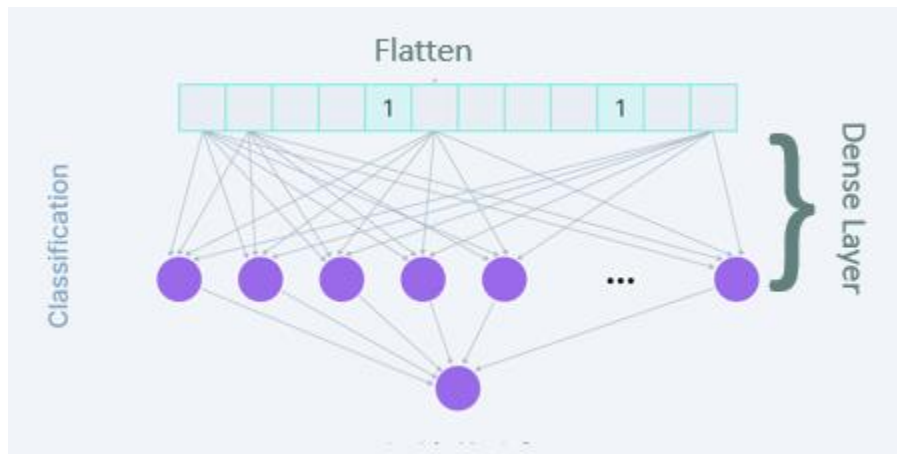 Flatten
1 1
Classification
Dense Layer
...